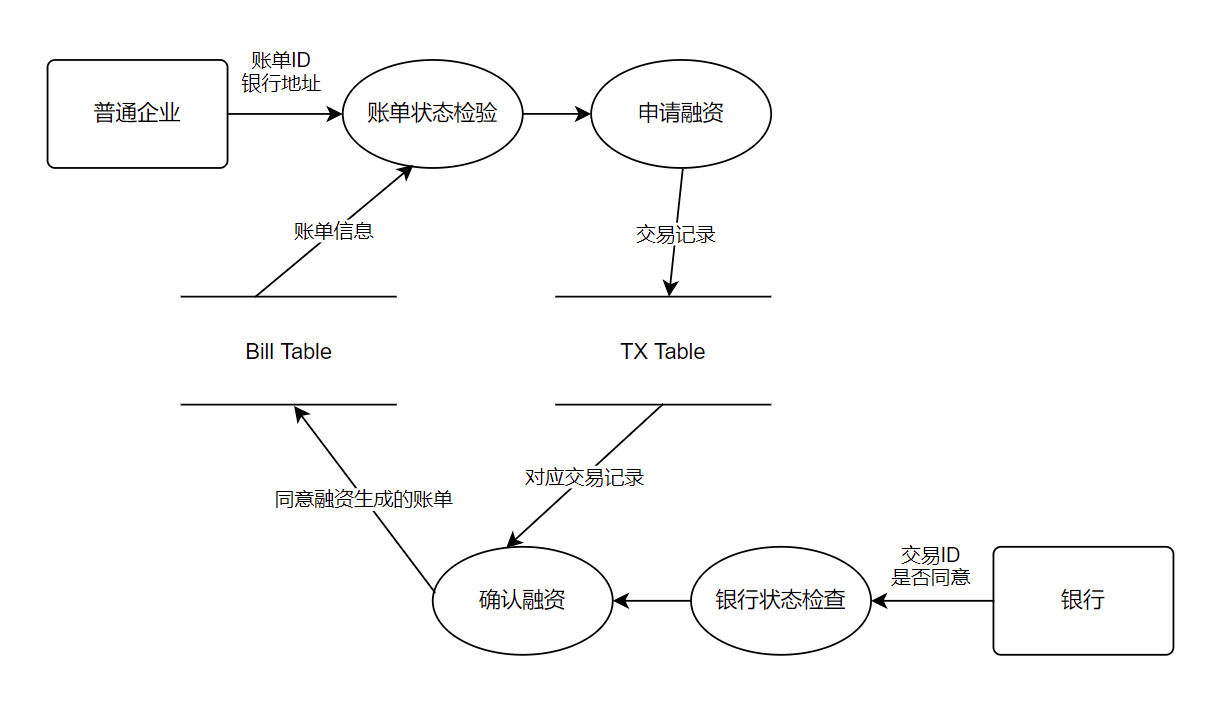 账单ID
银行地址
普通企业
账单状态检验
申请融资
账单信息
交易记录
Bill Table
TX Table
对应交易记录
同意融资生成的账单
交易ID
是否同意
确认融资
银行状态检查
银行